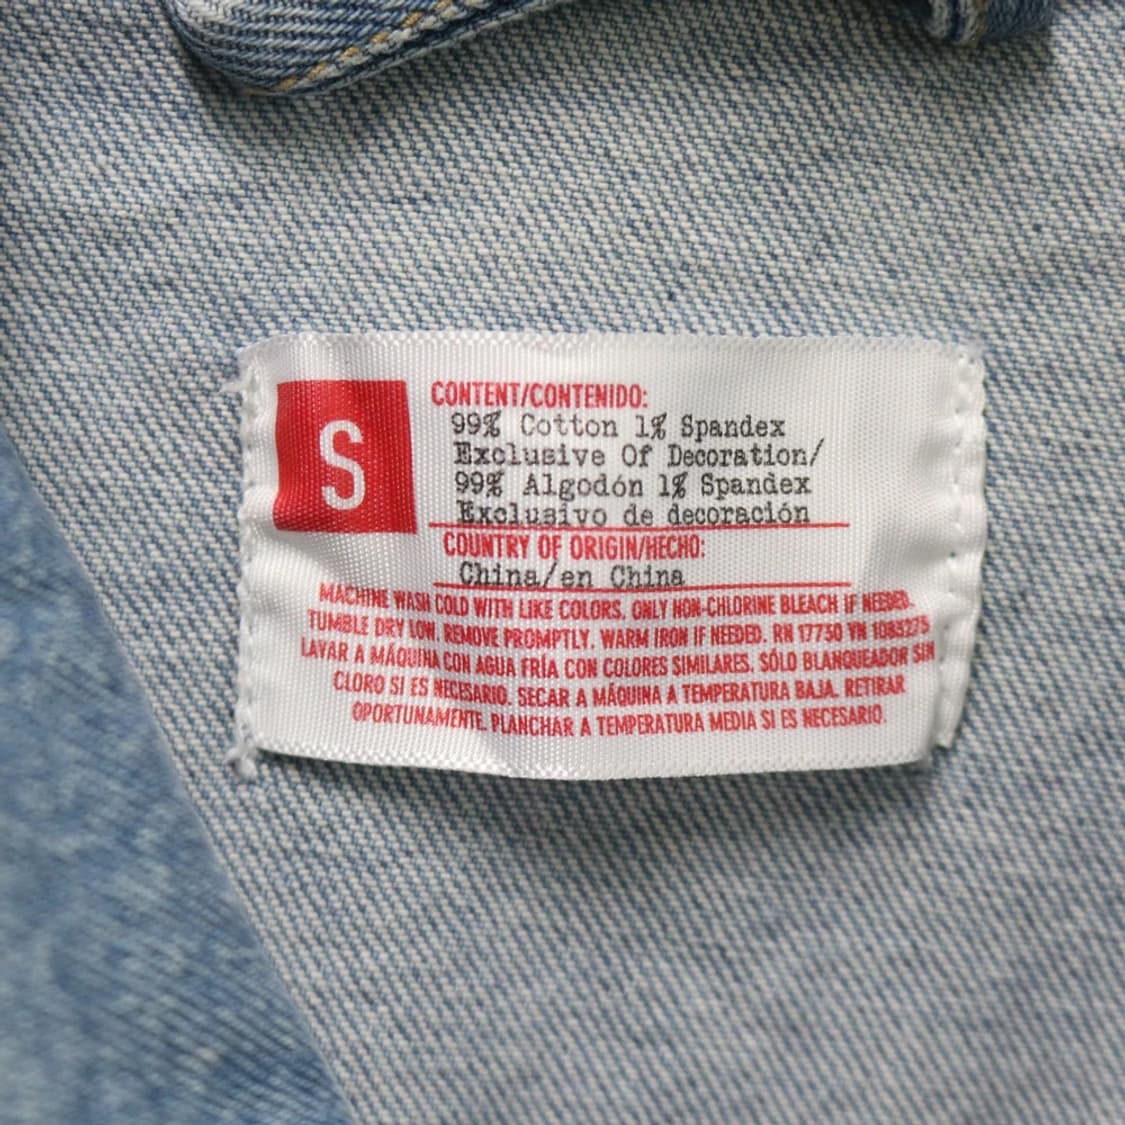 S
CONTENT/CONTENIDO:
99% Cotton 1% Spandex
Exclusive Of Decoration/
99% Algodón 1% Spandex
Exclusivo de decoración
COUNTRY OF ORIGIN/HECHO:
China/en China
MACHINE WASH COLD WITH LIKE COLORS. ONLY NON-CHLORINE BLEACH IF NEEDED.
TUMBLE DRY LOW. REMOVE PROMPTLY. WARM IRON IF NEEDED. RN 17730 VN 1083275
LAVAR A MÁQUINA CON AGUA FRÍA CON COLORES SIMILARES. SÓLO BLANQUEADOR SIN
CLORO SI ES NECESARIO. SECAR A MÁQUINA A TEMPERATURA BAJA. RETIRAR
OPORTUNAMENTE. PLANCHAR A TEMPERATURA MEDIA SI ES NECESARIO.